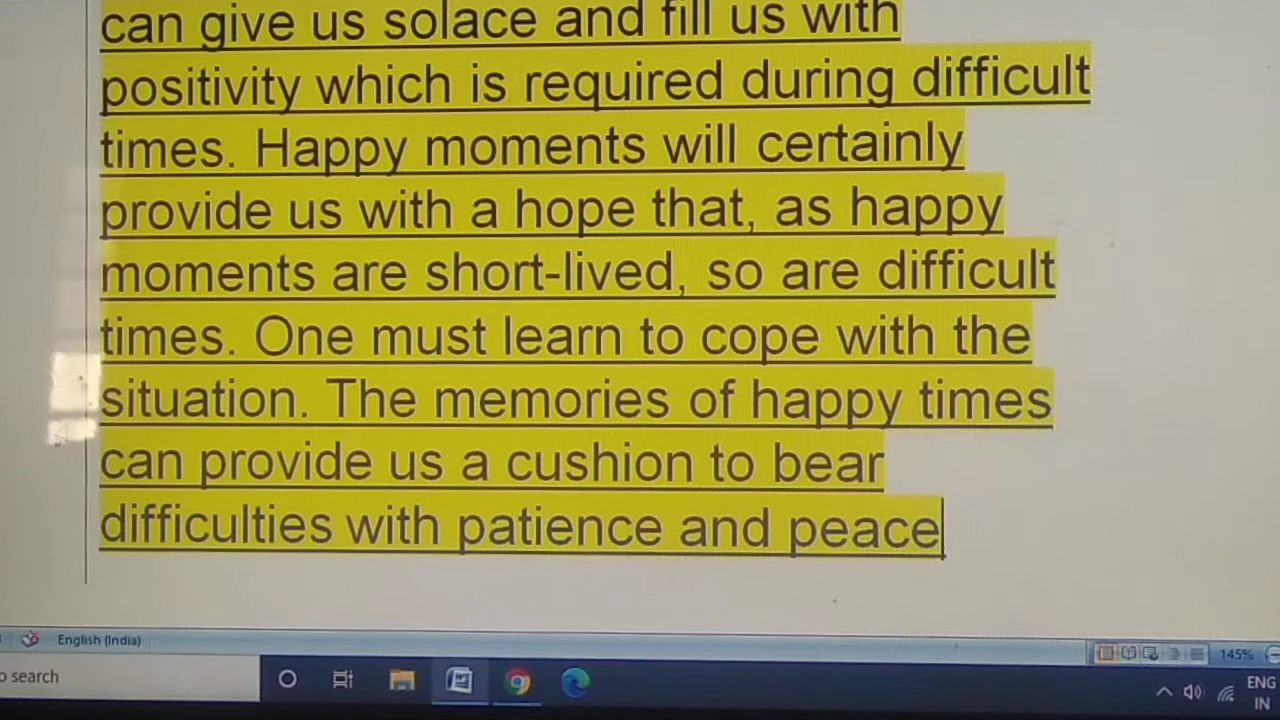 can give us solace and fill us with
positivity which is required during difficult
times. Happy moments will certainly
provide us with a hope that, as happy
moments are short-lived, so are difficult
times. One must learn to cope with the
situation. The memories of happy times
can provide us a cushion to bear
difficulties with patience and peace
English (India)
145%
o search
ENG
IN